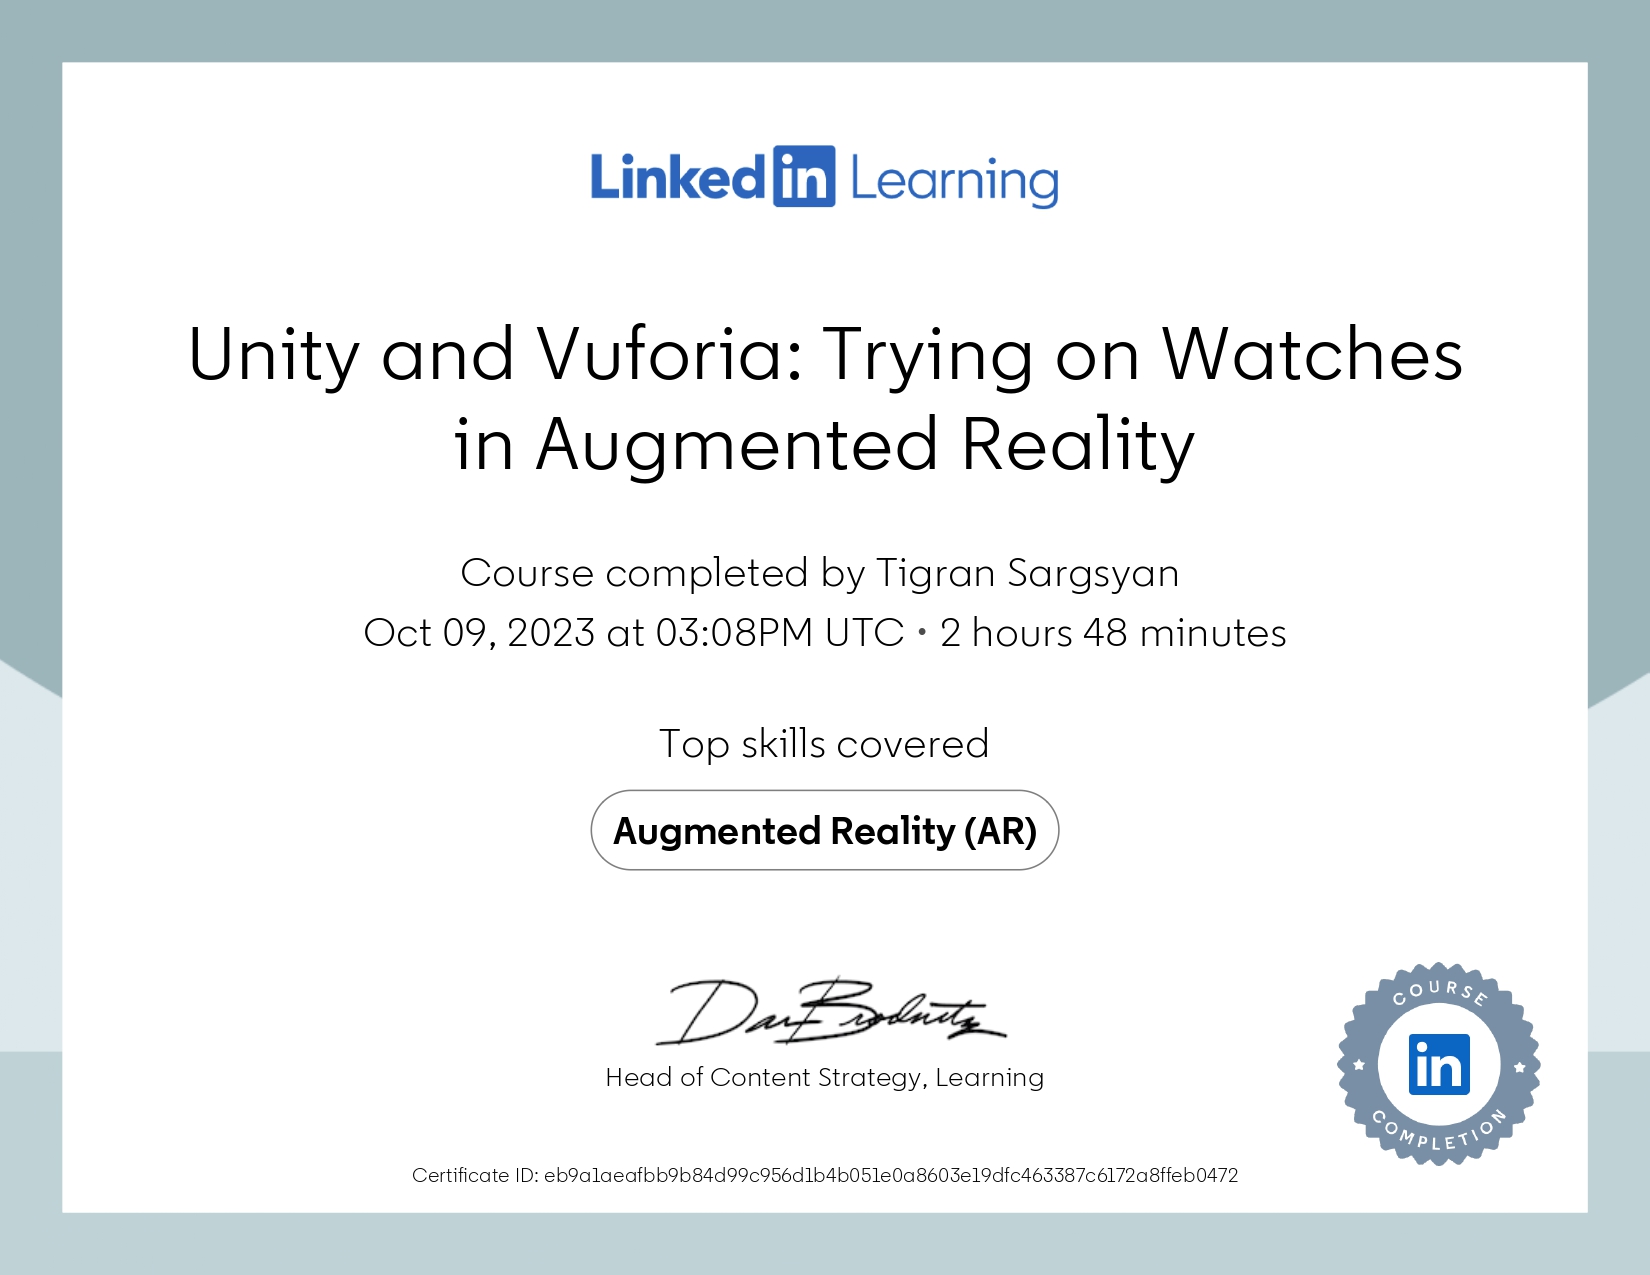 Linked in Learning
Unity and Vuforia: Trying on Watches
in Augmented Reality
Course completed by Tigran Sargsyan
Oct 09, 2023 at 03:08PM UTC • 2 hours 48 minutes
Top skills covered
Augmented Reality (AR)
Dan Brodnitz
Head of Content Strategy, Learning
COURSE
in
COMPLETION
Certificate ID: eb9a1aeafbb9b84d99c956d1b4b051e0a8603e19dfc463387c6172a8ffeb0472